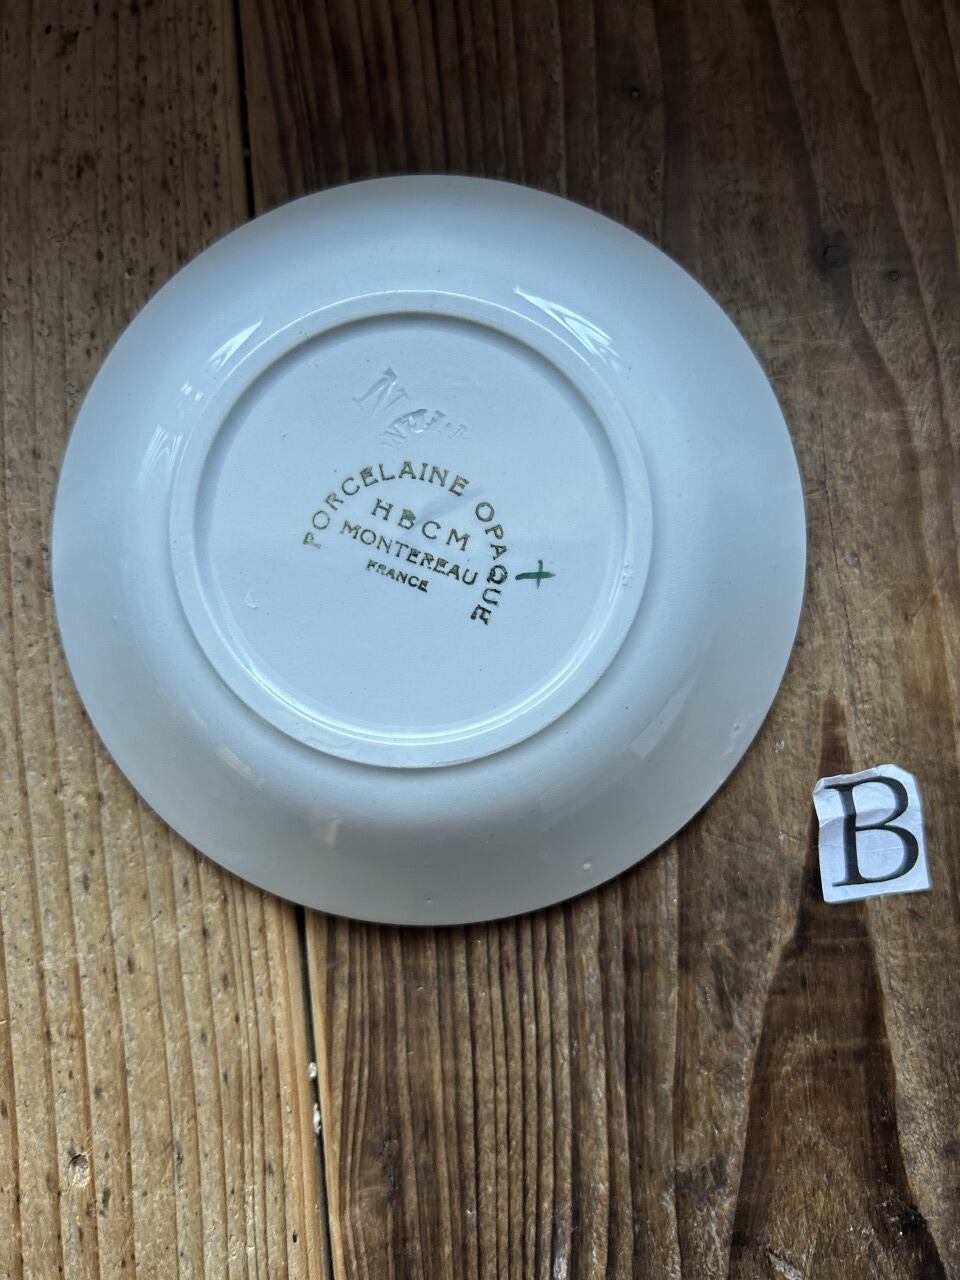 N
PORCELAINE OPAQUE
HBCM
MONTEREAU
FRANCE
B